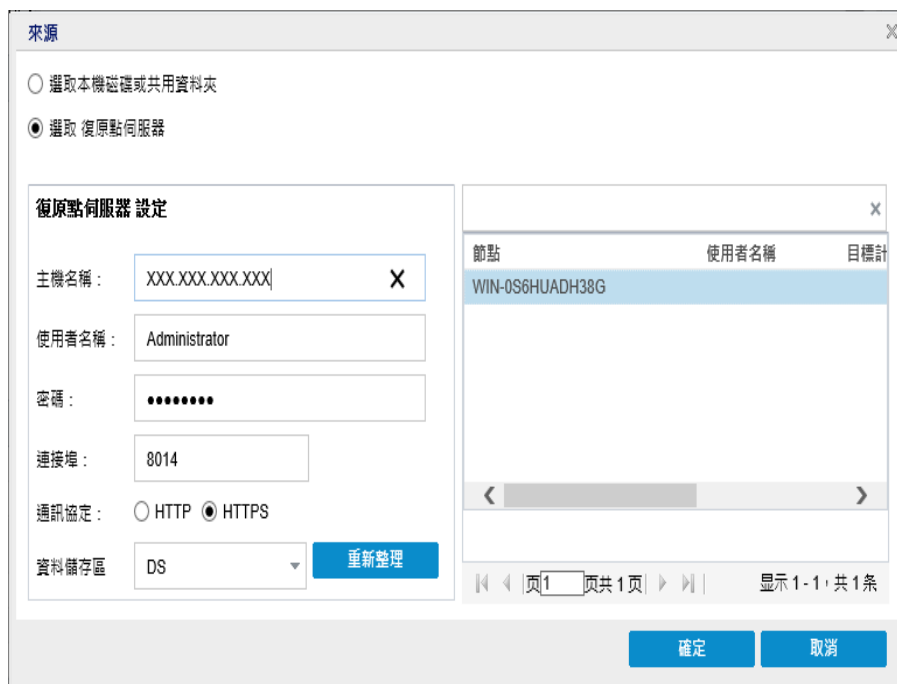 來源
選取本機磁碟或共用資料夾
選取 復原點伺服器
復原點伺服器 設定
主機名稱： XXX.XXX.XXX.XXX
使用者名稱： Administrator
密碼： ••••••••
連接埠： 8014
通訊協定： HTTP HTTPS
資料儲存區 DS 重新整理
節點 使用者名稱 目標計
WIN-0S6HUADH38G
页1 页共 1 页 显示 1 - 1，共 1 条
確定 取消